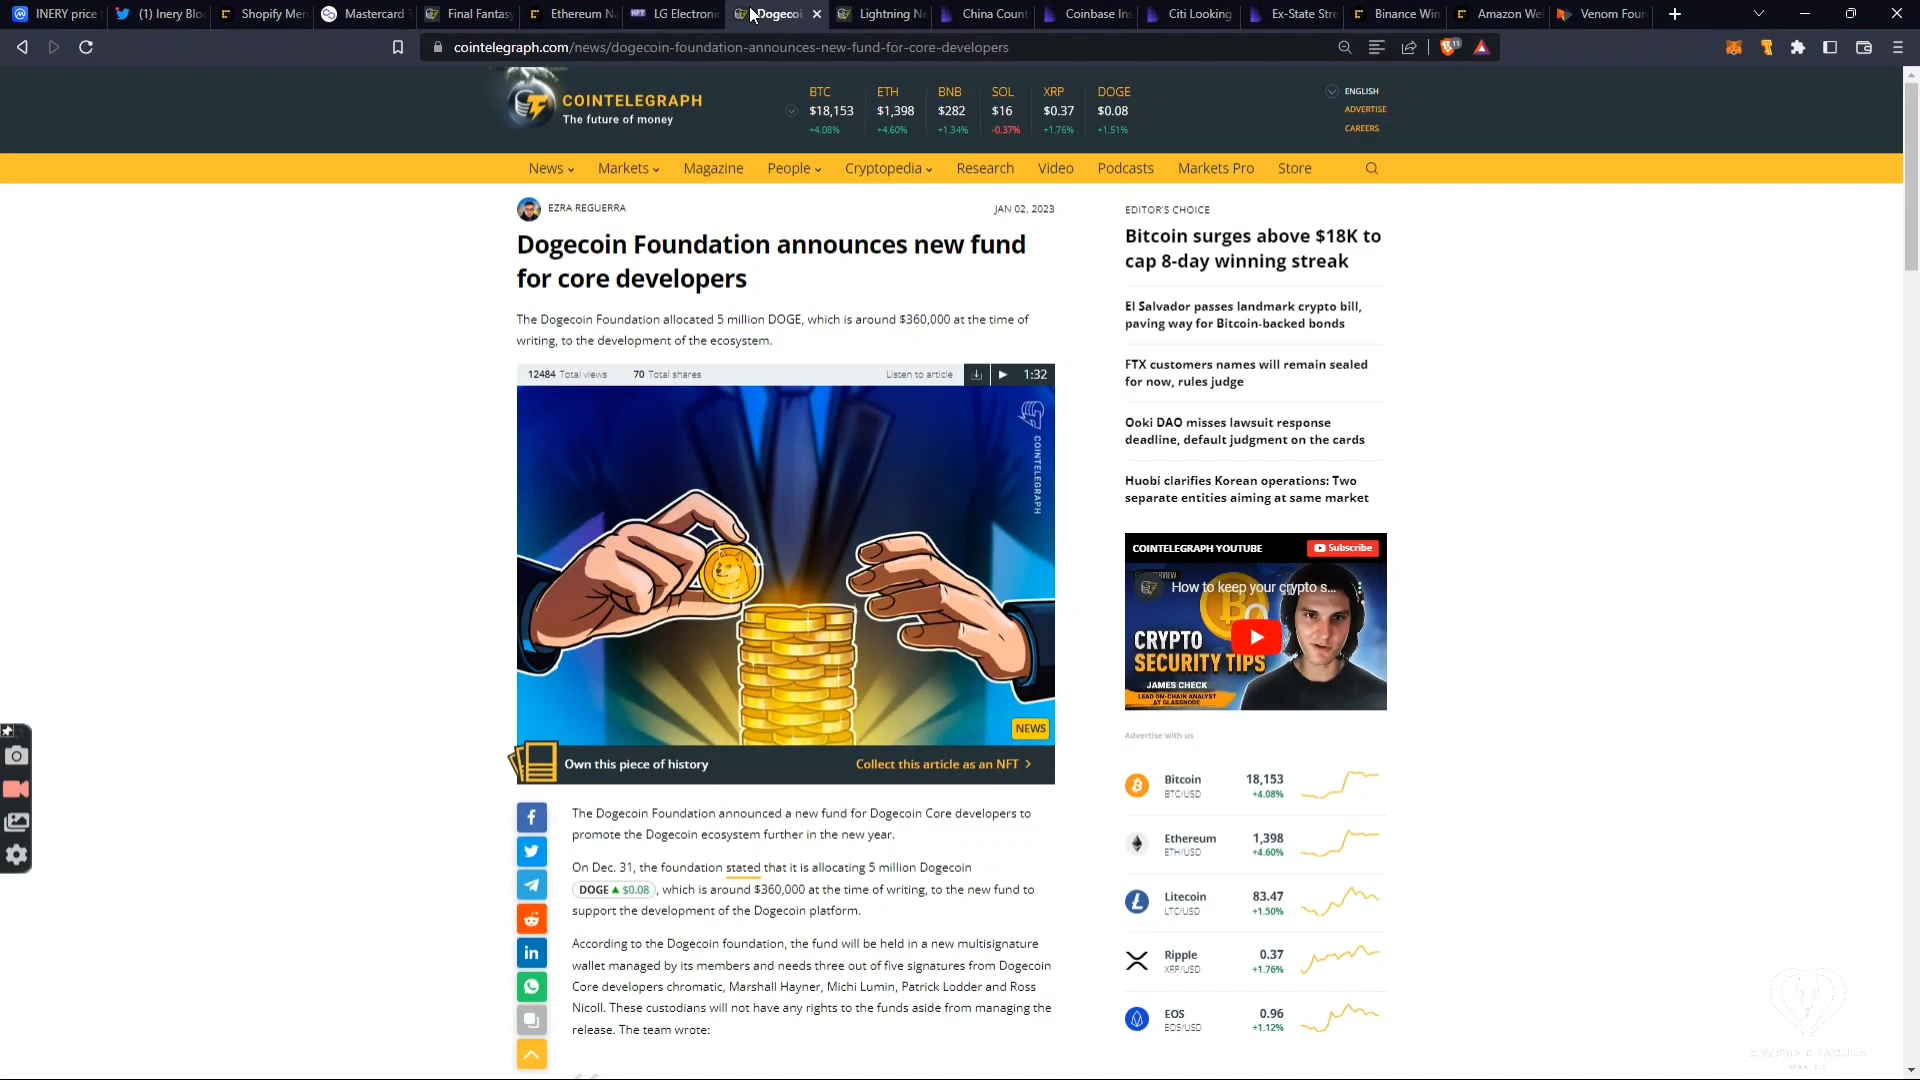 INERY price
(1) Inery Blo
Shopify Mer
Mastercard
Final Fantasy
Ethereum Na
LG Electroni
Dogecoi
Lightning Ne
China Count
Coinbase Ins
Citi Looking
Ex-State Stre
Binance Win
Amazon We
Venom Foun
cointelegraph.com/news/dogecoin-foundation-announces-new-fund-for-core-developers
11
COINTELEGRAPH
The future of money
BTC ETH BNB SOL XRP DOGE
$18,153 $1,398 $282 $16 $0.37 $0.08
+4.08% +4.60% +1.34% -0.37% +1.76% +1.51%
ENGLISH
ADVERTISE
CAREERS
News Markets Magazine People Cryptopedia Research Video Podcasts Markets Pro Store
EZRA REGUERRA
JAN 02, 2023
Dogecoin Foundation announces new fund
for core developers
The Dogecoin Foundation allocated 5 million DOGE, which is around $360,000 at the time of
writing, to the development of the ecosystem.
12484 Total views 70 Total shares
Listen to article 1:32
COINTELEGRAPH
NEWS
Own this piece of history
Collect this article as an NFT >
The Dogecoin Foundation announced a new fund for Dogecoin Core developers to
promote the Dogecoin ecosystem further in the new year.
On Dec. 31, the foundation stated that it is allocating 5 million Dogecoin
DOGE ▲ $0.08 , which is around $360,000 at the time of writing, to the new fund to
support the development of the Dogecoin platform.
According to the Dogecoin foundation, the fund will be held in a new multisignature
wallet managed by its members and needs three out of five signatures from Dogecoin
Core developers chromatic, Marshall Hayner, Michi Lumin, Patrick Lodder and Ross
Nicoll. These custodians will not have any rights to the funds aside from managing the
release. The team wrote:
EDITOR'S CHOICE
Bitcoin surges above $18K to
cap 8-day winning streak
El Salvador passes landmark crypto bill,
paving way for Bitcoin-backed bonds
FTX customers names will remain sealed
for now, rules judge
Ooki DAO misses lawsuit response
deadline, default judgment on the cards
Huobi clarifies Korean operations: Two
separate entities aiming at same market
COINTELEGRAPH YOUTUBE
Subscribe
How to keep your crypto s...
CRYPTO
SECURITY TIPS
JAMES CHECK
LEAD ON-CHAIN ANALYST
AT GLASSNODE
Advertise with us
Bitcoin 18,153
BTC/USD +4.08%
Ethereum 1,398
ETH/USD +4.60%
Litecoin 83.47
LTC/USD +1.50%
Ripple 0.37
XRP/USD +1.76%
EOS 0.96
EOS/USD +1.12%